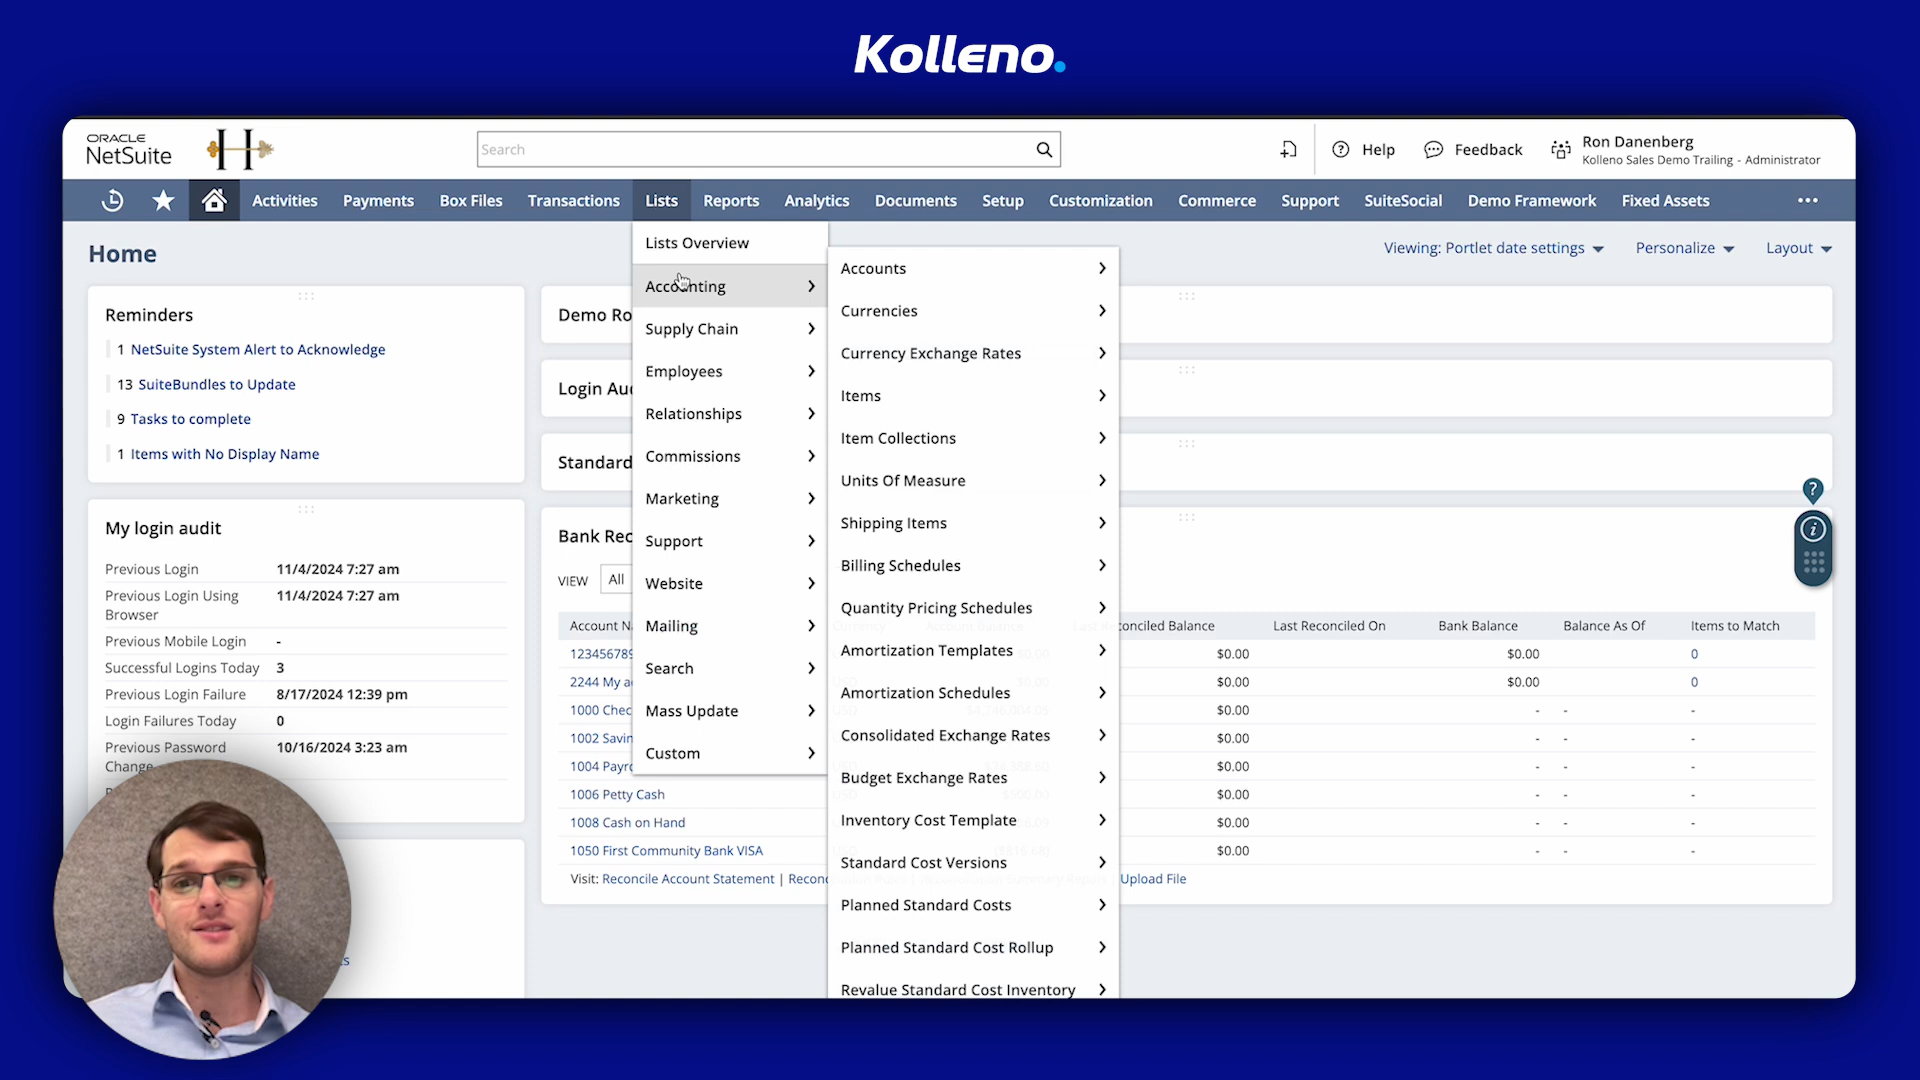 Kolleno.
ORACLE
NetSuite
H
Search
Help
Feedback
Ron Danenberg
Kolleno Sales Demo Trailing - Administrator
Activities
Payments
Box Files
Transactions
Lists
Reports
Analytics
Documents
Setup
Customization
Commerce
Support
SuiteSocial
Demo Framework
Fixed Assets
Home
Viewing: Portlet date settings
Personalize
Layout
Reminders
1 NetSuite System Alert to Acknowledge
13 SuiteBundles to Update
9 Tasks to complete
1 Items with No Display Name
My login audit
Previous Login 11/4/2024 7:27 am
Previous Login Using
Browser
11/4/2024 7:27 am
Previous Mobile Login -
Successful Logins Today 3
Previous Login Failure 8/17/2024 12:39 pm
Login Failures Today 0
Previous Password
Change
10/16/2024 3:23 am
Lists Overview
Accounting
Supply Chain
Employees
Relationships
Commissions
Marketing
Support
Website
Mailing
Search
Mass Update
Custom
Accounts
Currencies
Currency Exchange Rates
Items
Item Collections
Units Of Measure
Shipping Items
Billing Schedules
Quantity Pricing Schedules
Amortization Templates
Amortization Schedules
Consolidated Exchange Rates
Budget Exchange Rates
Inventory Cost Template
Standard Cost Versions
Planned Standard Costs
Planned Standard Cost Rollup
Revalue Standard Cost Inventory
Demo Ro
Login Au
Standard
Bank Rec
VIEW All
Account N Last Reconciled Balance Last Reconciled On Bank Balance Balance As Of Items to Match
123456789 $0.00 $0.00 0
2244 My a $0.00 $0.00 0
1000 Chec $0.00 - - -
1002 Savin $0.00 - - -
1004 Payro $0.00 - - -
1006 Petty Cash $0.00 - - -
1008 Cash on Hand $0.00 - - -
1050 First Community Bank VISA $0.00 - - -
Visit: Reconcile Account Statement | Recon | Upload File